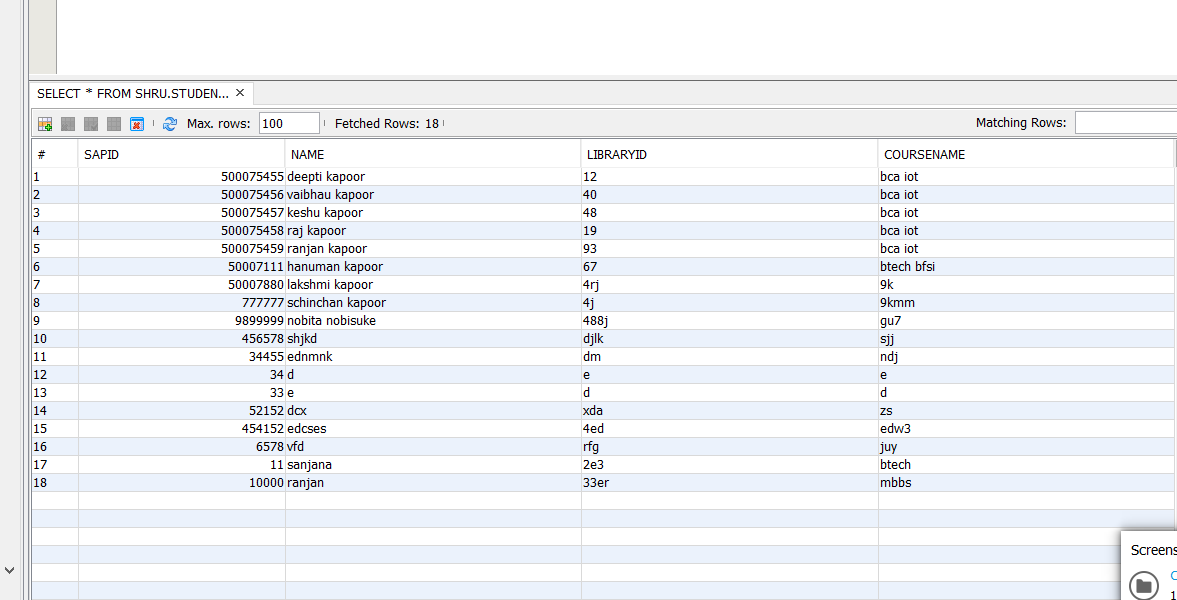 SELECT * FROM SHRU.STUDEN...
Max. rows: 100 Fetched Rows: 18 Matching Rows:
# SAPID NAME LIBRARYID COURSENAME
1 500075455 deepti kapoor 12 bca iot
2 500075456 vaibhau kapoor 40 bca iot
3 500075457 keshu kapoor 48 bca iot
4 500075458 raj kapoor 19 bca iot
5 500075459 ranjan kapoor 93 bca iot
6 50007111 hanuman kapoor 67 btech bfsi
7 50007880 lakshmi kapoor 4rj 9k
8 777777 schinchan kapoor 4j 9kmm
9 9899999 nobita nobisuke 488j gu7
10 456578 shjkd djlk sjj
11 34455 ednmnk dm ndj
12 34 d e e
13 33 e d d
14 52152 dcx xda zs
15 454152 edcses 4ed edw3
16 6578 vfd rfg juy
17 11 sanjana 2e3 btech
18 10000 ranjan 33er mbbs
Screens